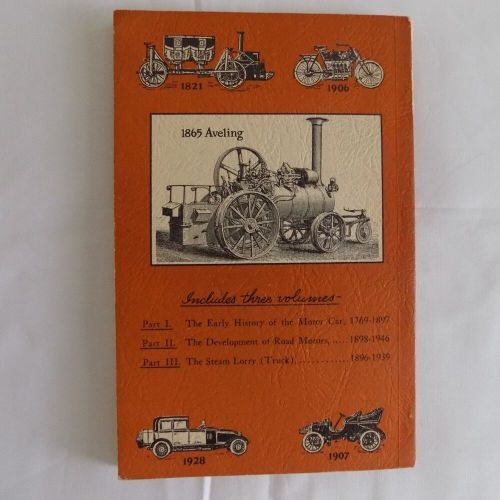 1821
1906
1865 Aveling
Includes three volumes-
Part I. The Early History of the Motor Car, 1769-1897
Part II. The Development of Road Motors, .... 1898-1946
Part III. The Steam Lorry (Truck), ............ 1896-1939
1928
1907